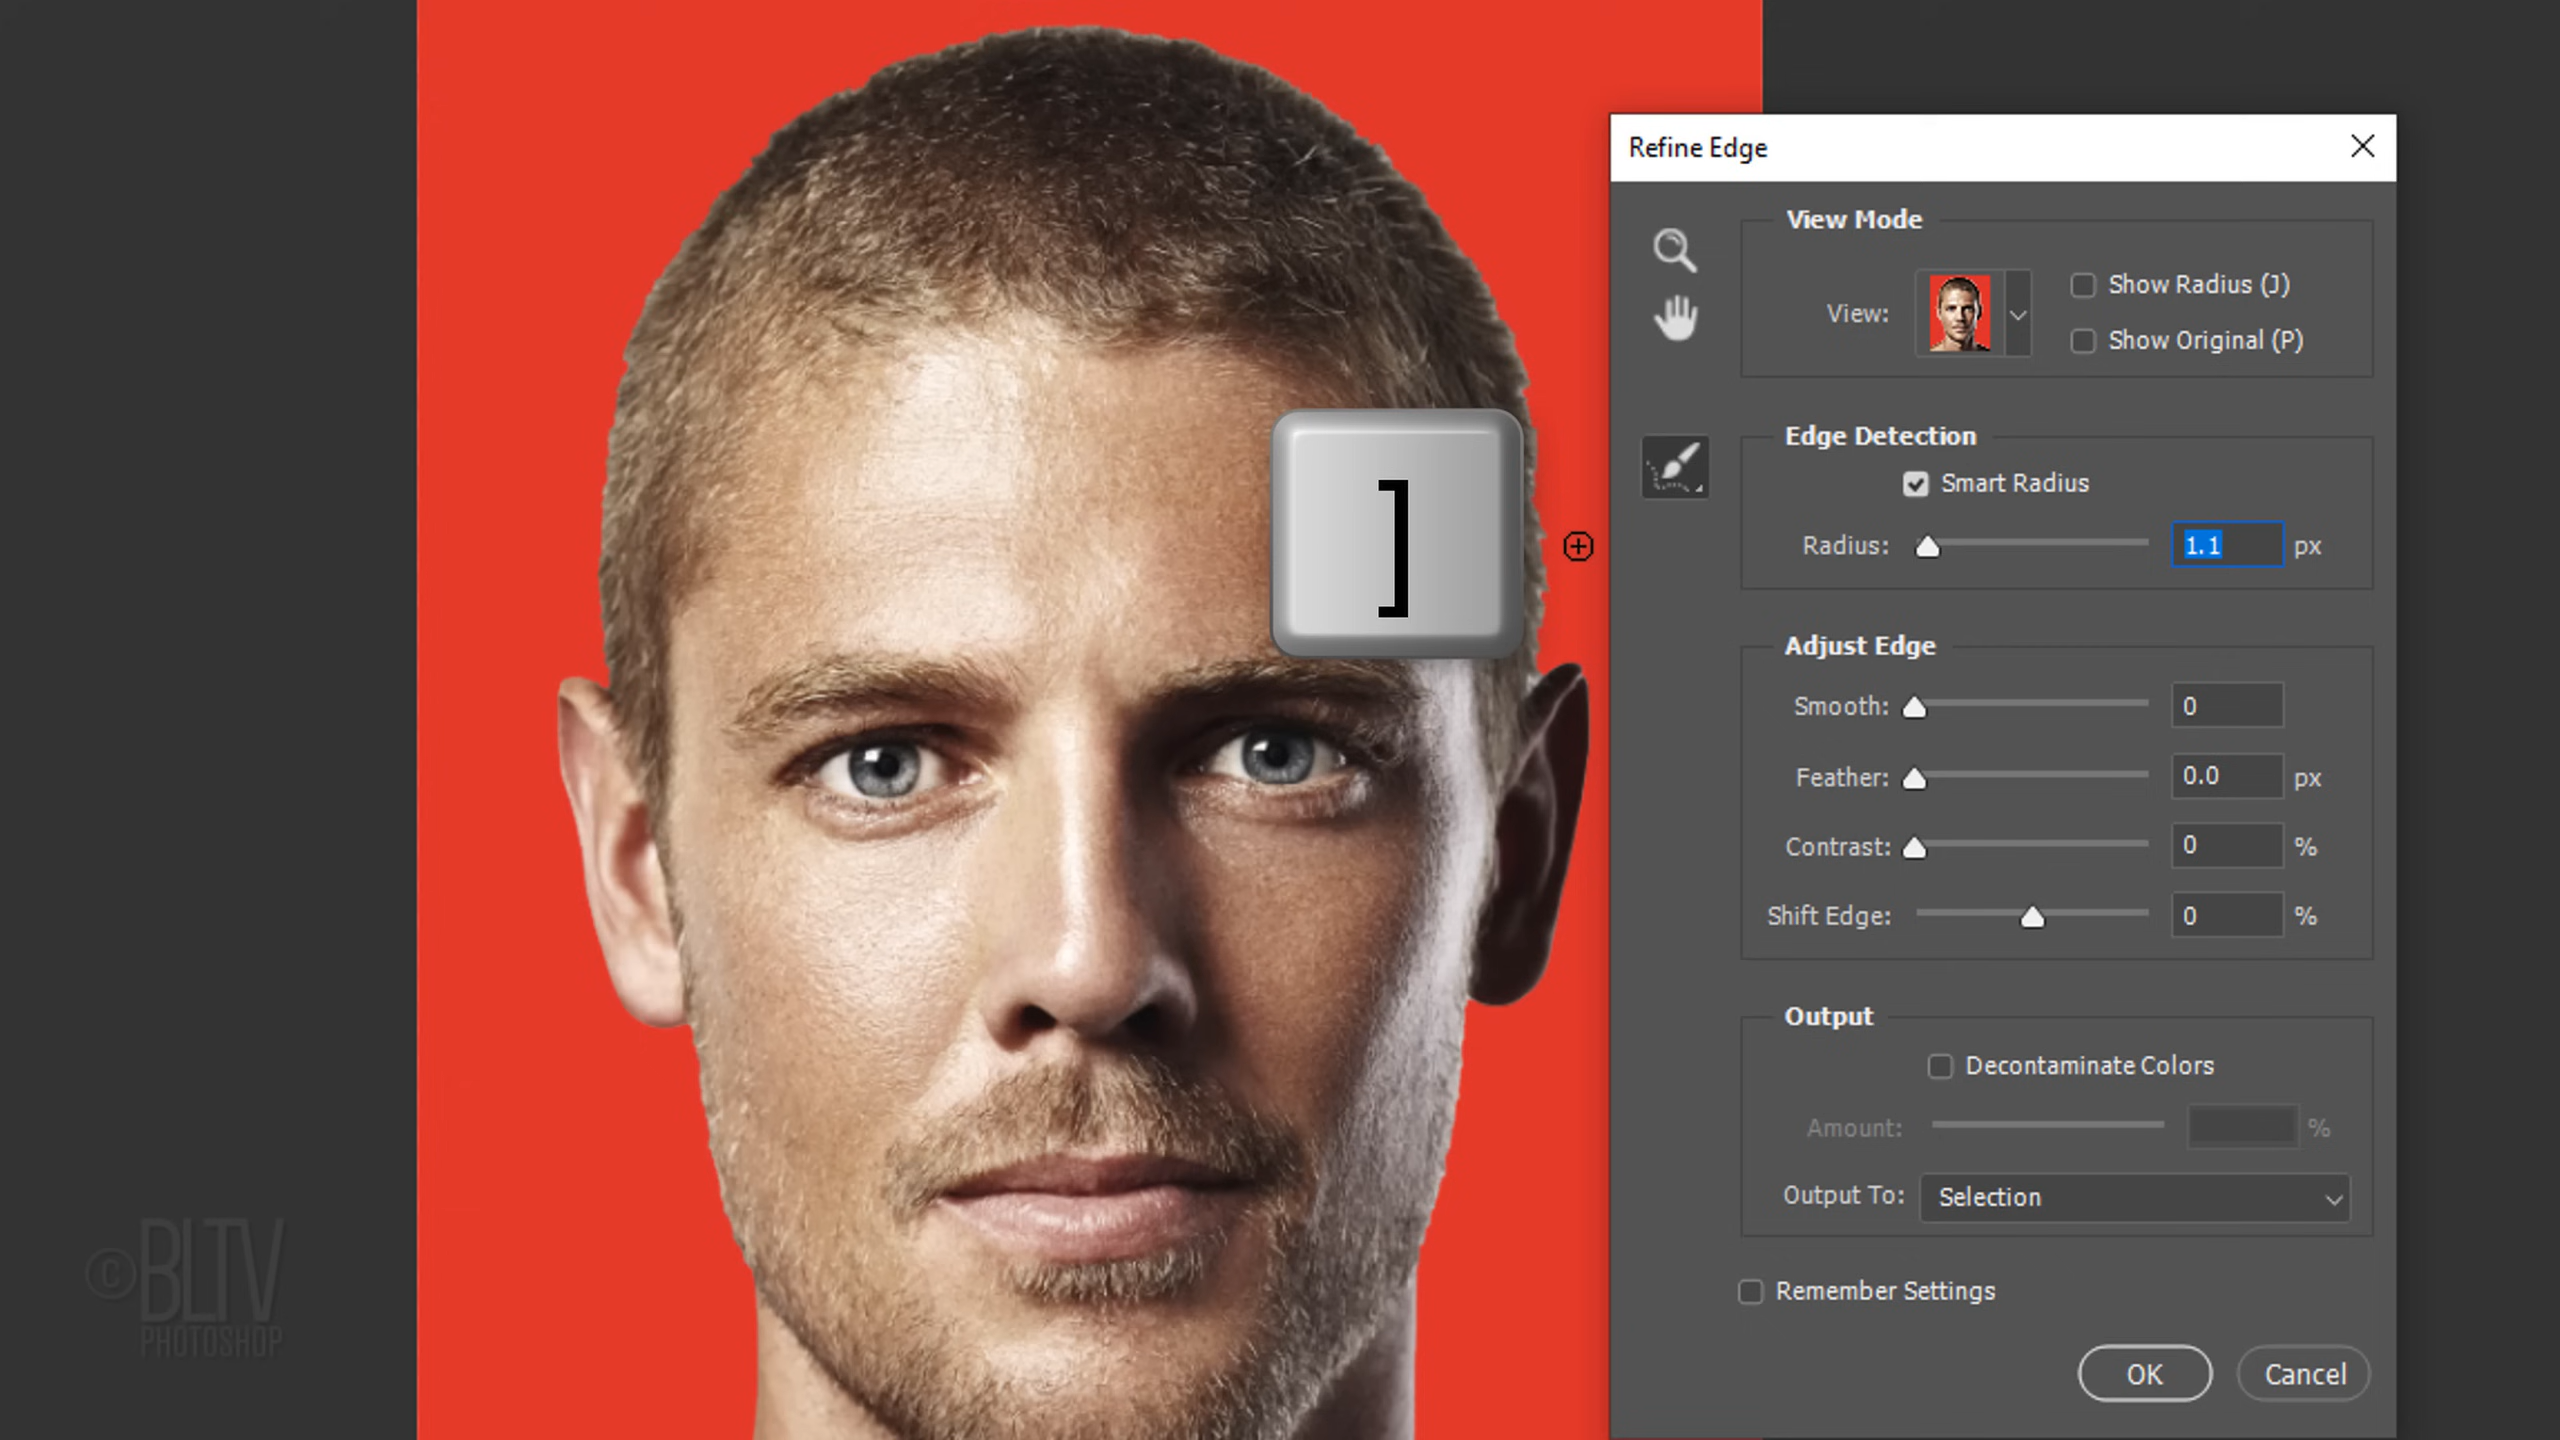 Refine Edge
View Mode
View:
Show Radius (J)
Show Original (P)
Edge Detection
Smart Radius
Radius: 1.1 px
]
Adjust Edge
Smooth: 0
Feather: 0.0 px
Contrast: 0 %
Shift Edge: 0 %
Output
Decontaminate Colors
Amount: %
Output To: Selection
Remember Settings
OK Cancel
©BLTV
PHOTOSHOP